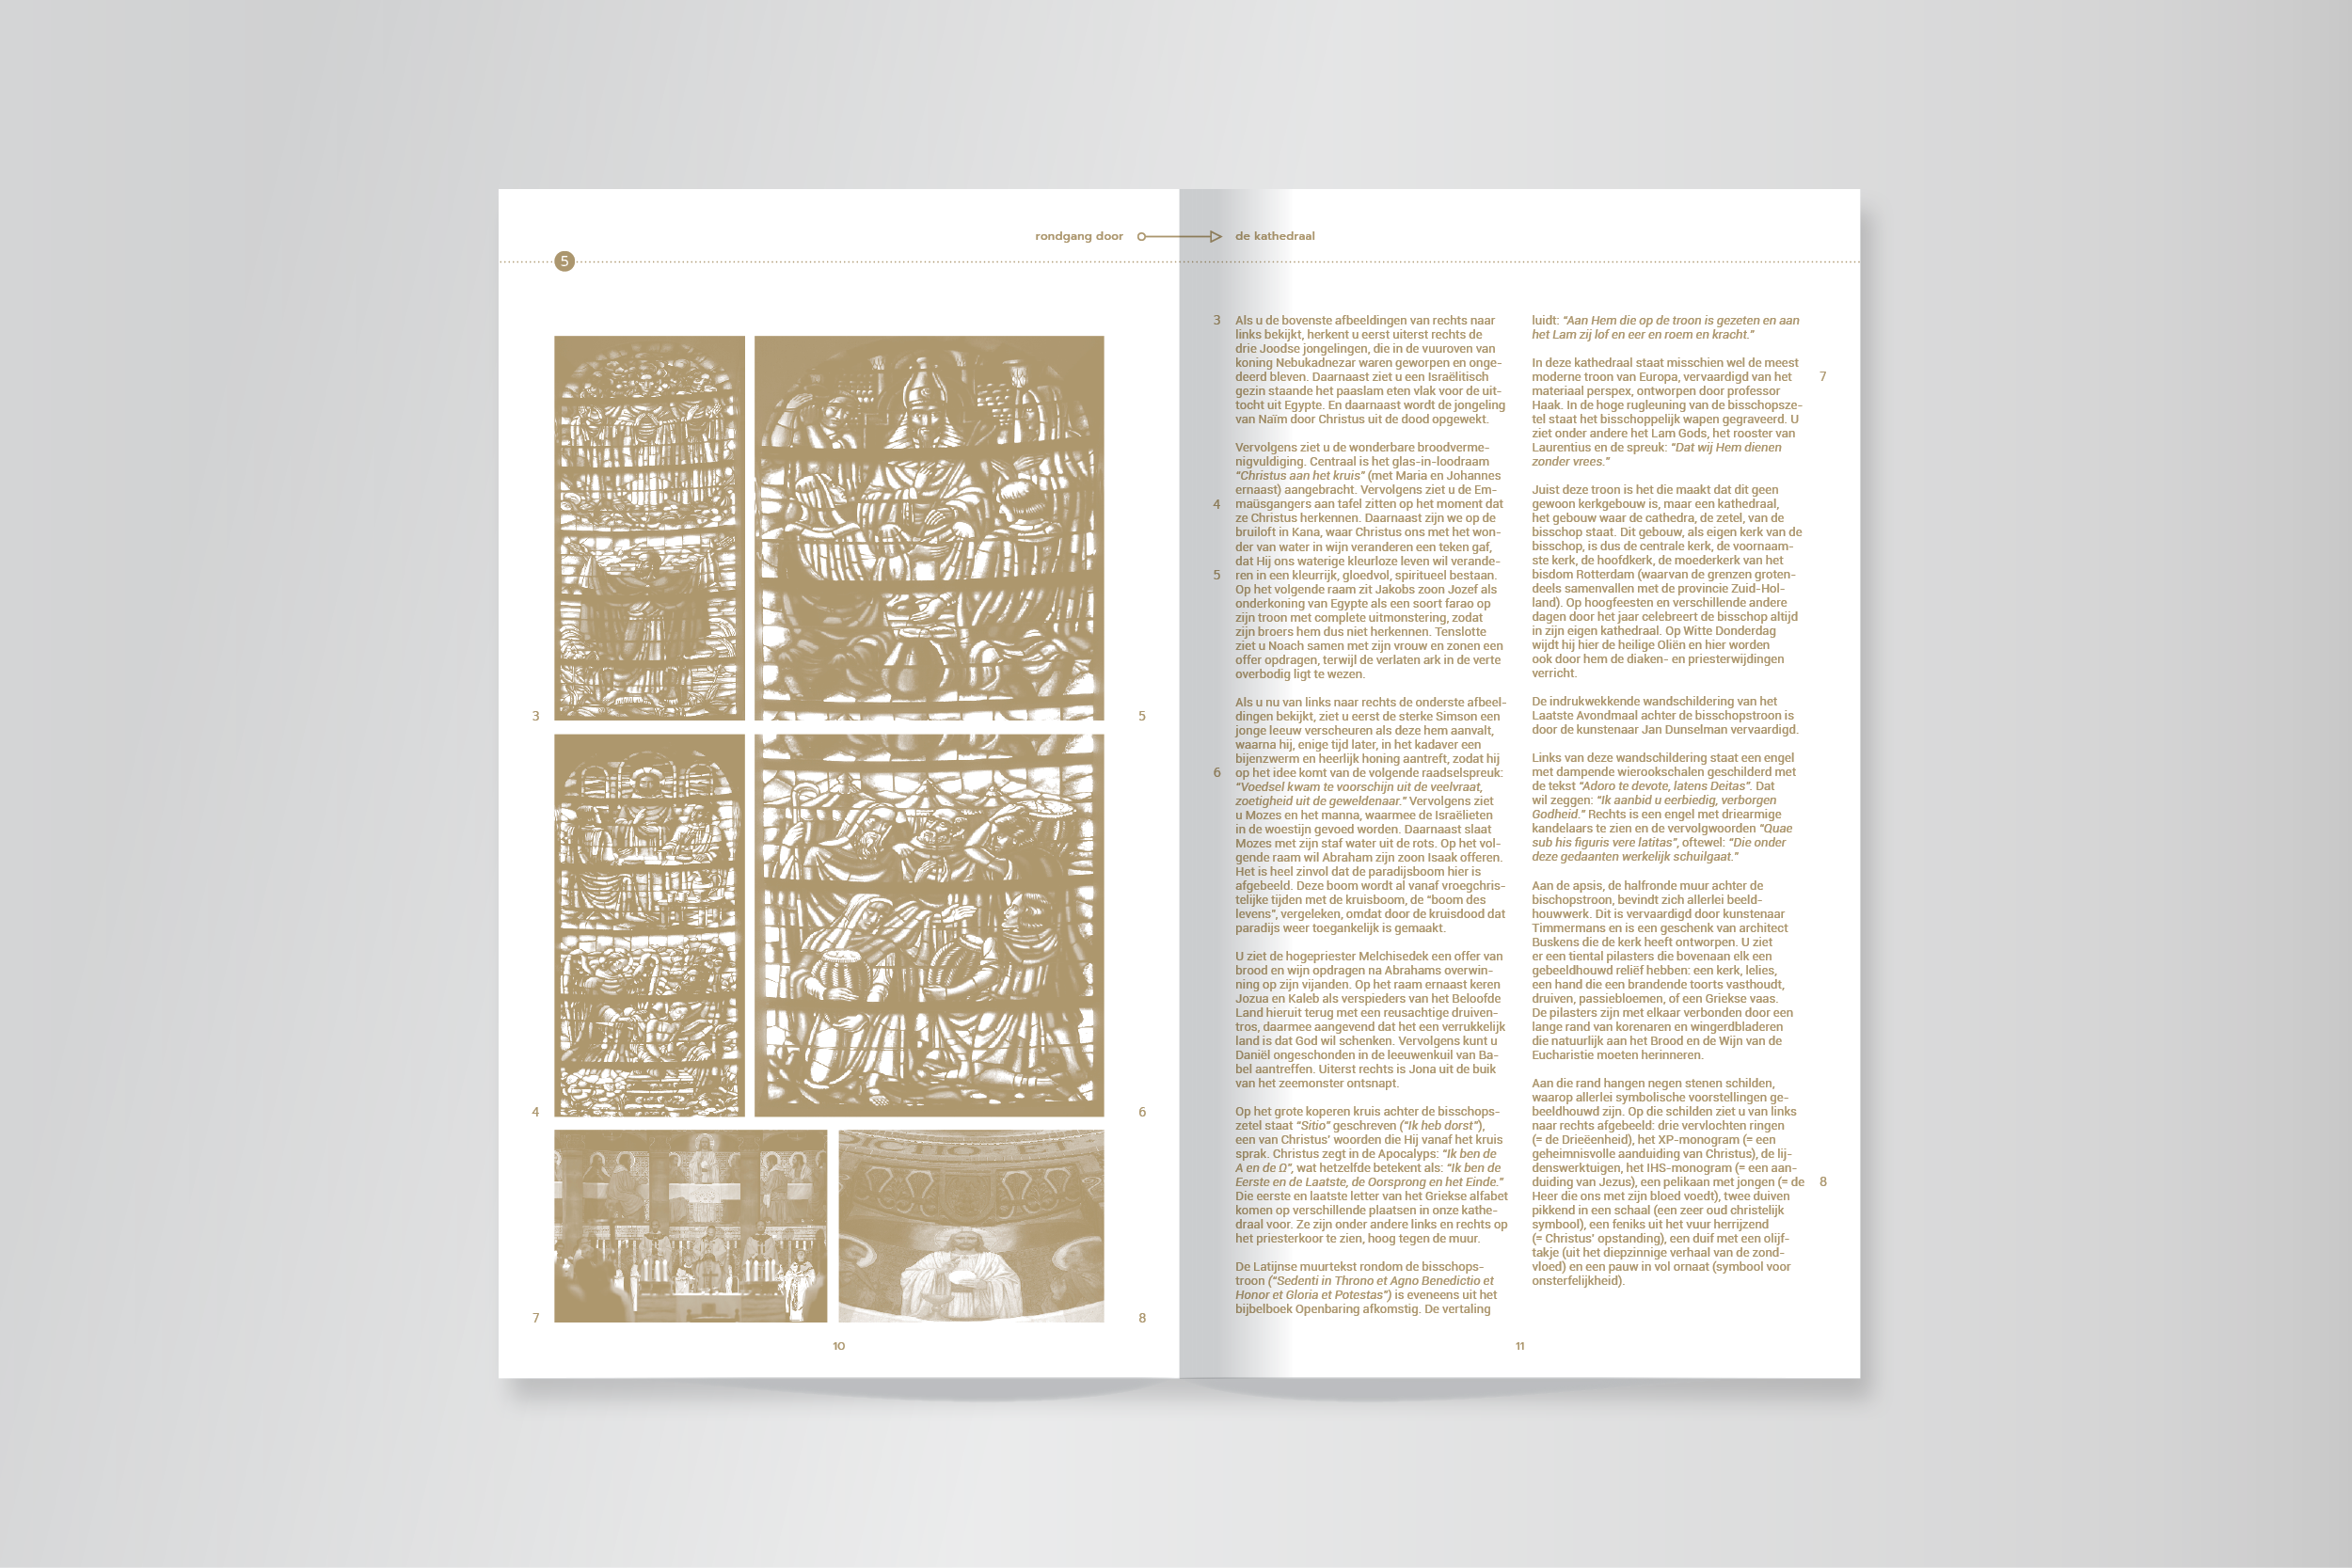 rondgang door
de kathedraal
5
3
5
4
6
7
8
10
3
Als u de bovenste afbeeldingen van rechts naar
links bekijkt, herkent u eerst uiterst rechts de
drie Joodse jongelingen, die in de vuuroven van
koning Nebukadnezar waren geworpen en onge-
deerd bleven. Daarnaast ziet u een Israëlitisch
gezin staande het paaslam eten vlak voor de uit-
tocht uit Egypte. En daarnaast wordt de jongeling
van Naïm door Christus uit de dood opgewekt.
Vervolgens ziet u de wonderbare broodverme-
nigvuldiging. Centraal is het glas-in-loodraam
“Christus aan het kruis” (met Maria en Johannes
ernaast) aangebracht. Vervolgens ziet u de Em-
4
maüsgangers aan tafel zitten op het moment dat
ze Christus herkennen. Daarnaast zijn we op de
bruiloft in Kana, waar Christus ons met het won-
der van water in wijn veranderen een teken gaf,
dat Hij ons waterige kleurloze leven wil verande-
5
ren in een kleurrijk, gloedvol, spiritueel bestaan.
Op het volgende raam zit Jakobs zoon Jozef als
onderkoning van Egypte als een soort farao op
zijn troon met complete uitmonstering, zodat
zijn broers hem dus niet herkennen. Tenslotte
ziet u Noach samen met zijn vrouw en zonen een
offer opdragen, terwijl de verlaten ark in de verte
overbodig ligt te wezen.
Als u nu van links naar rechts de onderste afbeel-
dingen bekijkt, ziet u eerst de sterke Simson een
jonge leeuw verscheuren als deze hem aanvalt,
waarna hij, enige tijd later, in het kadaver een
bijenzwerm en heerlijk honing aantreft, zodat hij
6
op het idee komt van de volgende raadselspreuk:
“Voedsel kwam te voorschijn uit de veelvraat,
zoetigheid uit de geweldenaar.” Vervolgens ziet
u Mozes en het manna, waarmee de Israëlieten
in de woestijn gevoed worden. Daarnaast slaat
Mozes met zijn staf water uit de rots. Op het vol-
gende raam wil Abraham zijn zoon Isaak offeren.
Het is heel zinvol dat de paradijsboom hier is
afgebeeld. Deze boom wordt al vanaf vroegchris-
telijke tijden met de kruisboom, de “boom des
levens”, vergeleken, omdat door de kruisdood dat
paradijs weer toegankelijk is gemaakt.
U ziet de hogepriester Melchisedek een offer van
brood en wijn opdragen na Abrahams overwin-
ning op zijn vijanden. Op het raam ernaast keren
Jozua en Kaleb als verspieders van het Beloofde
Land hieruit terug met een reusachtige druiven-
tros, daarmee aangevend dat het een verrukkelijk
land is dat God wil schenken. Vervolgens kunt u
Daniël ongeschonden in de leeuwenkuil van Ba-
bel aantreffen. Uiterst rechts is Jona uit de buik
van het zeemonster ontsnapt.
Op het grote koperen kruis achter de bisschops-
zetel staat “Sitio” geschreven (“Ik heb dorst”),
een van Christus’ woorden die Hij vanaf het kruis
sprak. Christus zegt in de Apocalyps: “Ik ben de
A en de Ω”, wat hetzelfde betekent als: “Ik ben de
Eerste en de Laatste, de Oorsprong en het Einde.”
Die eerste en laatste letter van het Griekse alfabet
komen op verschillende plaatsen in onze kathe-
draal voor. Ze zijn onder andere links en rechts op
het priesterkoor te zien, hoog tegen de muur.
De Latijnse muurtekst rondom de bisschops-
troon (“Sedenti in Throno et Agno Benedictio et
Honor et Gloria et Potestas”) is eveneens uit het
bijbelboek Openbaring afkomstig. De vertaling
luidt: “Aan Hem die op de troon is gezeten en aan
het Lam zij lof en eer en roem en kracht.”
In deze kathedraal staat misschien wel de meest
moderne troon van Europa, vervaardigd van het
7
materiaal perspex, ontworpen door professor
Haak. In de hoge rugleuning van de bisschopsze-
tel staat het bisschoppelijk wapen gegraveerd. U
ziet onder andere het Lam Gods, het rooster van
Laurentius en de spreuk: “Dat wij Hem dienen
zonder vrees.”
Juist deze troon is het die maakt dat dit geen
gewoon kerkgebouw is, maar een kathedraal,
het gebouw waar de cathedra, de zetel, van de
bisschop staat. Dit gebouw, als eigen kerk van de
bisschop, is dus de centrale kerk, de voornaam-
ste kerk, de hoofdkerk, de moederkerk van het
bisdom Rotterdam (waarvan de grenzen groten-
deels samenvallen met de provincie Zuid-Hol-
land). Op hoogfeesten en verschillende andere
dagen door het jaar celebreert de bisschop altijd
in zijn eigen kathedraal. Op Witte Donderdag
wijdt hij hier de heilige Oliën en hier worden
ook door hem de diaken- en priesterwijdingen
verricht.
De indrukwekkende wandschildering van het
Laatste Avondmaal achter de bisschopstroon is
door de kunstenaar Jan Dunselman vervaardigd.
Links van deze wandschildering staat een engel
met dampende wierookschalen geschilderd met
de tekst “Adoro te devote, latens Deitas”. Dat
wil zeggen: “Ik aanbid u eerbiedig, verborgen
Godheid.” Rechts is een engel met driearmige
kandelaars te zien en de vervolgwoorden “Quae
sub his figuris vere latitas”, oftewel: “Die onder
deze gedaanten werkelijk schuilgaat.”
Aan de apsis, de halfronde muur achter de
bischopstroon, bevindt zich allerlei beeld-
houwwerk. Dit is vervaardigd door kunstenaar
Timmermans en is een geschenk van architect
Buskens die de kerk heeft ontworpen. U ziet
er een tiental pilasters die bovenaan elk een
gebeeldhouwd reliëf hebben: een kerk, lelies,
een hand die een brandende toorts vasthoudt,
druiven, passiebloemen, of een Griekse vaas.
De pilasters zijn met elkaar verbonden door een
lange rand van korenaren en wingerdbladeren
die natuurlijk aan het Brood en de Wijn van de
Eucharistie moeten herinneren.
Aan die rand hangen negen stenen schilden,
waarop allerlei symbolische voorstellingen ge-
beeldhouwd zijn. Op die schilden ziet u van links
naar rechts afgebeeld: drie vervlochten ringen
(= de Drieëenheid), het XP-monogram (= een
geheimnisvolle aanduiding van Christus), de lij-
denswerktuigen, het IHS-monogram (= een aan-
duiding van Jezus), een pelikaan met jongen (= de
8
Heer die ons met zijn bloed voedt), twee duiven
pikkend in een schaal (een zeer oud christelijk
symbool), een feniks uit het vuur herrijzend
(= Christus’ opstanding), een duif met een olijf-
takje (uit het diepzinnige verhaal van de zond-
vloed) en een pauw in vol ornaat (symbool voor
onsterfelijkheid).
11